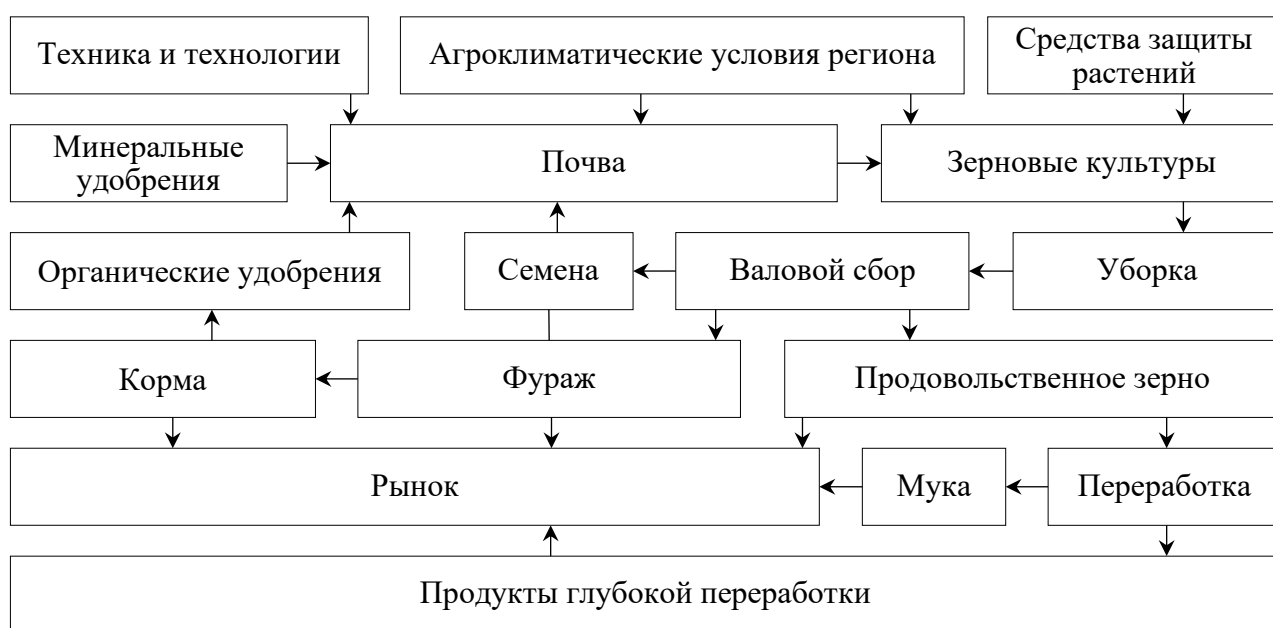 Техника и технологии
Агроклиматические условия региона
Средства защиты
растений
Минеральные
удобрения
Почва
Зерновые культуры
Органические удобрения
Семена
Валовой сбор
Уборка
Корма
Фураж
Продовольственное зерно
Рынок
Мука
Переработка
Продукты глубокой переработки